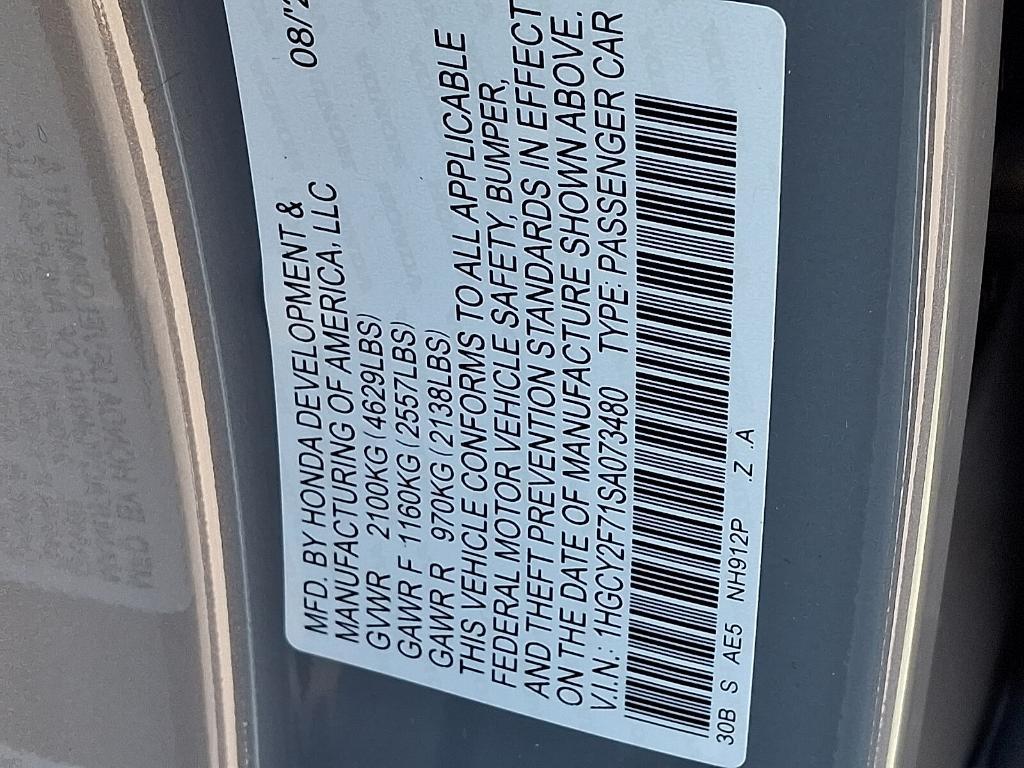 MFD. BY HONDA DEVELOPMENT & 08/
MANUFACTURING OF AMERICA, LLC
GVWR 2100KG (4629LBS)
GAWR F 1160KG (2557LBS)
GAWR R 970KG (2138LBS)
THIS VEHICLE CONFORMS TO ALL APPLICABLE
FEDERAL MOTOR VEHICLE SAFETY, BUMPER,
AND THEFT PREVENTION STANDARDS IN EFFECT
ON THE DATE OF MANUFACTURE SHOWN ABOVE.
V.I.N.: 1HGCY2F71SA073480 TYPE: PASSENGER CAR
30B S AE5 NH912P .Z .A